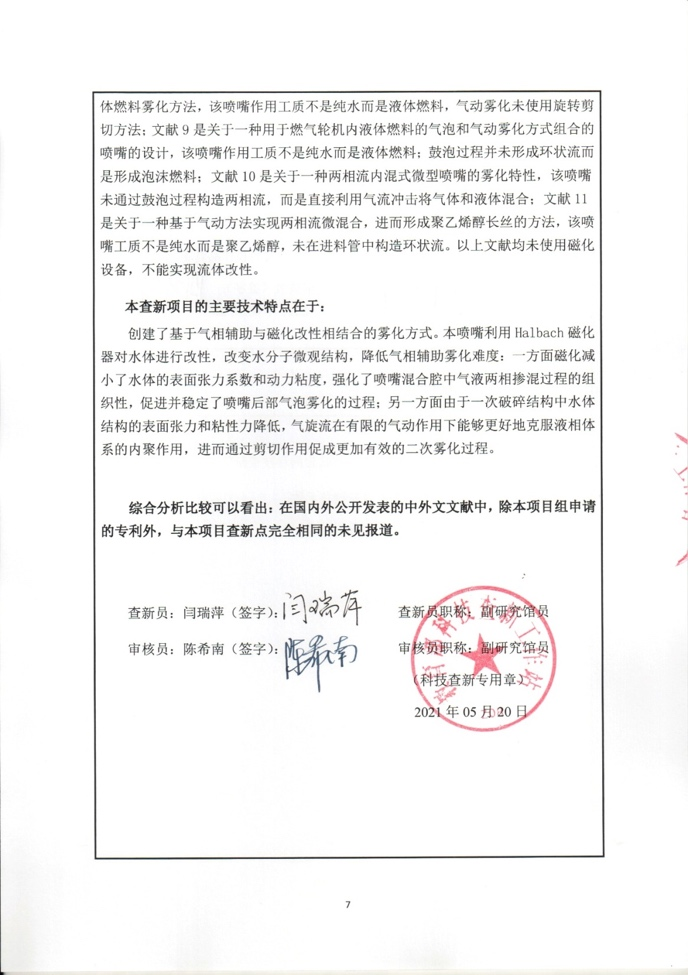 体燃料雾化方法，该喷嘴作用工质不是纯水而是液体燃料，气动雾化未使用旋转剪
切方法；文献 9 是关于一种用于燃气轮机内液体燃料的气泡和气动雾化方式组合的
喷嘴的设计，该喷嘴作用工质不是纯水而是液体燃料；鼓泡过程并未形成环状流而
是形成泡沫燃料；文献 10 是关于一种两相流内混式微型喷嘴的雾化特性，该喷嘴
未通过鼓泡过程构造两相流，而是直接利用气流冲击将气体和液体混合；文献 11
是关于一种基于气动方法实现两相流微混合，进而形成聚乙烯醇长丝的方法，该喷
嘴工质不是纯水而是聚乙烯醇，未在进料管中构造环状流。以上文献均未使用磁化
设备，不能实现流体改性。
本查新项目的主要技术特点在于：
创建了基于气相辅助与磁化改性相结合的雾化方式。本喷嘴利用 Halbach 磁化
器对水体进行改性，改变水分子微观结构，降低气相辅助雾化难度：一方面磁化减
小了水体的表面张力系数和动力粘度，强化了喷嘴混合腔中气液两相掺混过程的组
织性，促进并稳定了喷嘴后部气泡雾化的过程；另一方面由于一次破碎结构中水体
结构的表面张力和粘性力降低，气旋流在有限的气动作用下能够更好地克服液相体
系的内聚作用，进而通过剪切作用促成更加有效的二次雾化过程。
综合分析比较可以看出：在国内外公开发表的中外文文献中，除本项目组申请
的专利外，与本项目查新点完全相同的未见报道。
查新员：闫瑞萍（签字）：闫瑞萍 查新员职称：副研究馆员
审核员：陈希南（签字）：陈希南 审核员职称：副研究馆员
（科技查新专用章）
2021 年 05 月 20 日
科技查新工作站
7